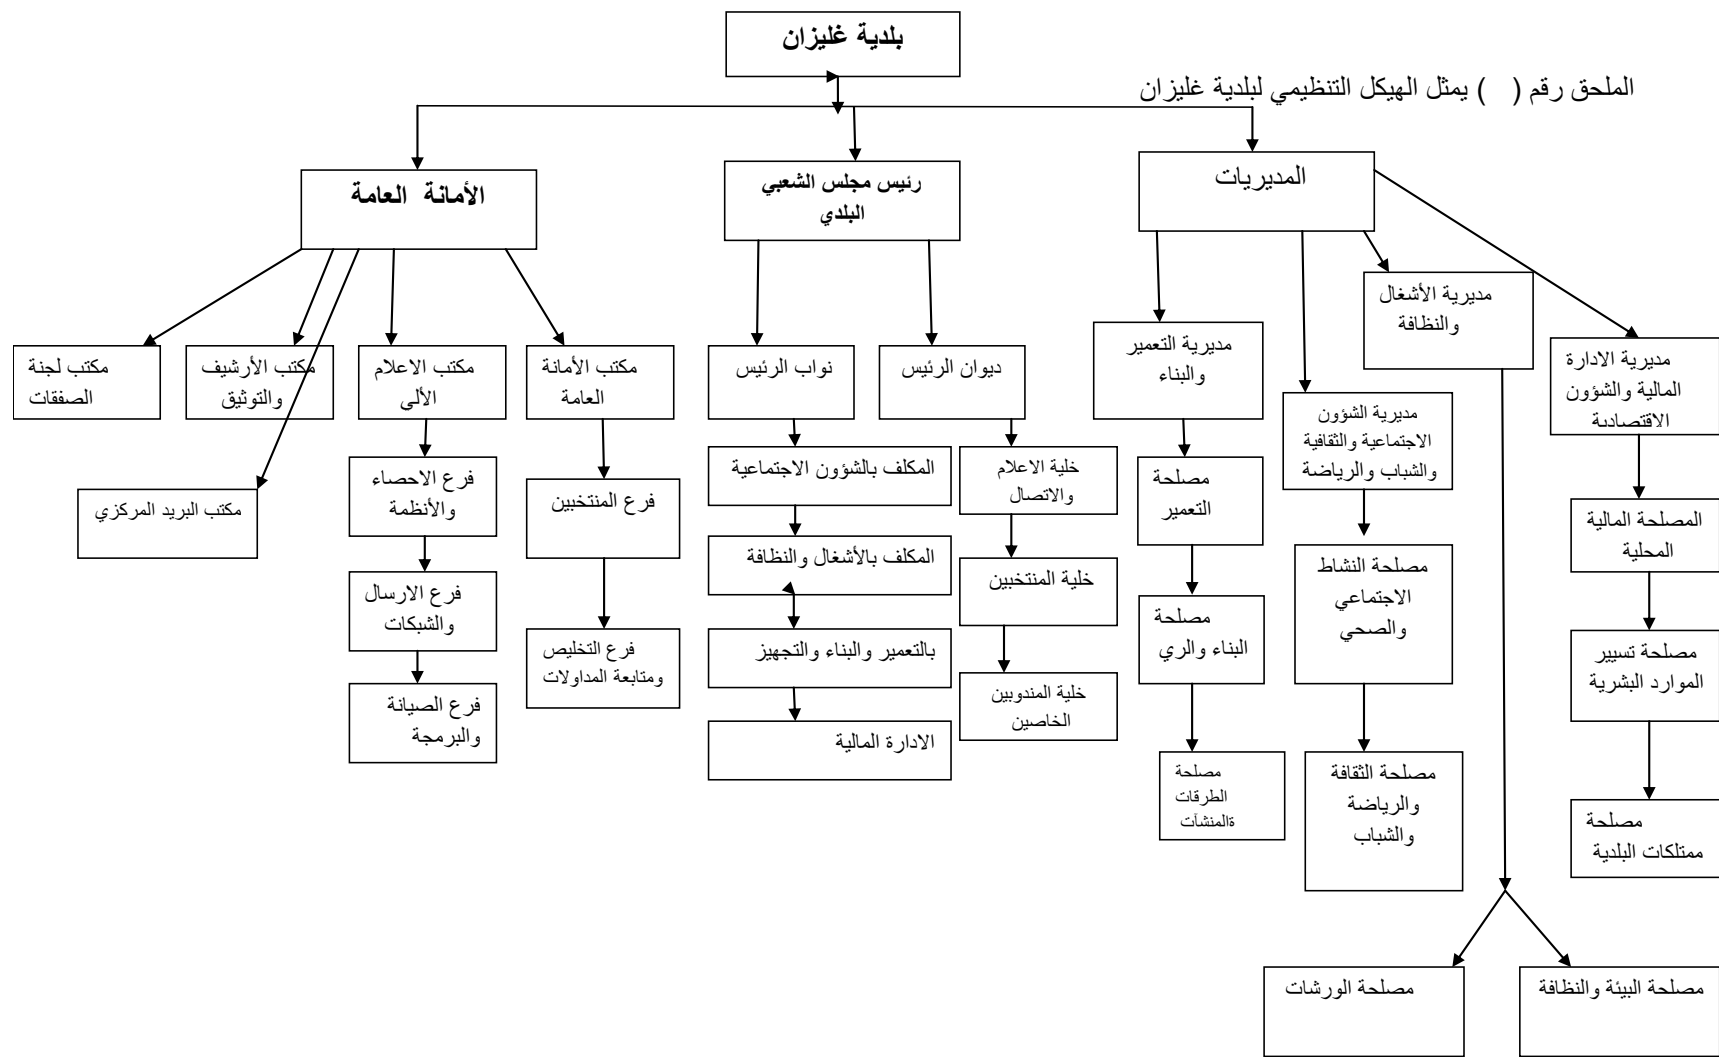 بلدية غليزان
الملحق رقم (   ) يمثل الهيكل التنظيمي لبلدية غليزان
المديريات
رئيس مجلس الشعبي
البلدي
الأمانة العامة
مديرية الأشغال
والنظافة
مديرية الادارة
المالية والشؤون
الاقتصادية
مديرية التعمير
والبناء
مديرية الشؤون
الاجتماعية والثقافية
والشباب والرياضة
ديوان الرئيس
نواب الرئيس
مكتب الأمانة
العامة
مكتب الاعلام
الألي
مكتب الأرشيف
والتوثيق
مكتب لجنة
الصفقات
مكتب البريد المركزي
المصلحة المالية
المحلية
مصلحة تسيير
الموارد البشرية
مصلحة
ممتلكات البلدية
مصلحة النشاط
الاجتماعي
والصحي
مصلحة الثقافة
والرياضة
والشباب
مصلحة
التعمير
مصلحة
البناء والري
مصلحة
الطرقات
ةالمنشآت
خلية الاعلام
والاتصال
خلية المنتخبين
خلية المندوبين
الخاصين
المكلف بالشؤون الاجتماعية
المكلف بالأشغال والنظافة
بالتعمير والبناء والتجهيز
الادارة المالية
فرع المنتخبين
فرع التخليص
ومتابعة المداولات
فرع الاحصاء
والأنظمة
فرع الارسال
والشبكات
فرع الصيانة
والبرمجة
مصلحة البيئة والنظافة
مصلحة الورشات